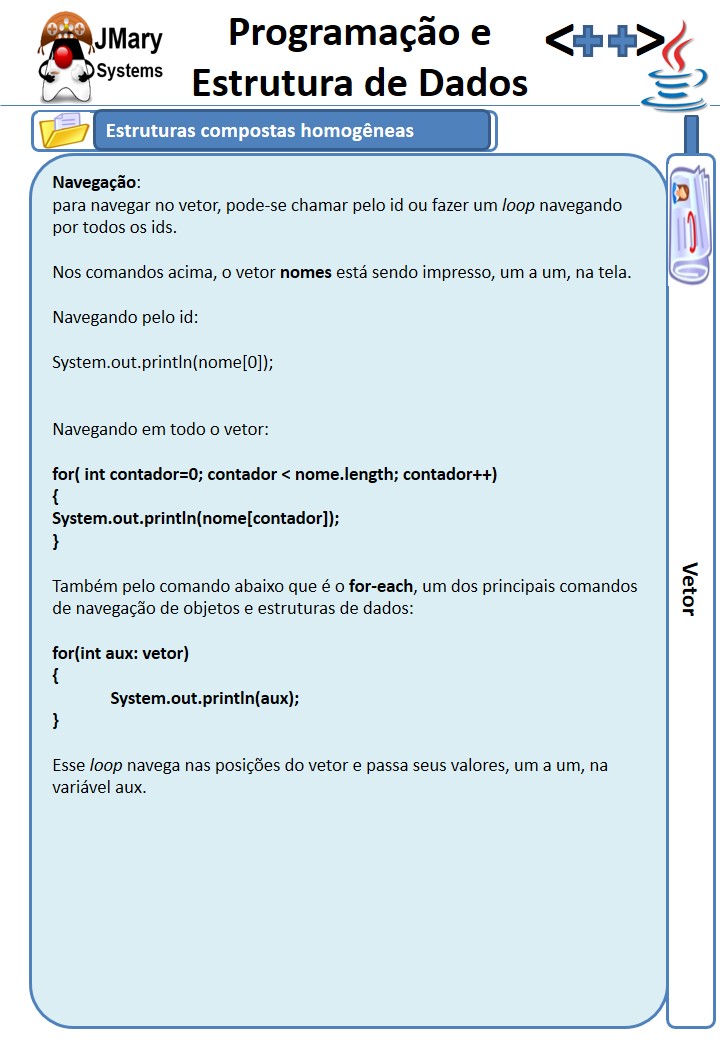 JMary
Systems
Programação e
Estrutura de Dados
<++>
Estruturas compostas homogêneas
Navegação:
para navegar no vetor, pode-se chamar pelo id ou fazer um loop navegando
por todos os ids.
Nos comandos acima, o vetor nomes está sendo impresso, um a um, na tela.
Navegando pelo id:
System.out.println(nome[0]);
Navegando em todo o vetor:
for( int contador=0; contador < nome.length; contador++)
{
System.out.println(nome[contador]);
}
Também pelo comando abaixo que é o for-each, um dos principais comandos
de navegação de objetos e estruturas de dados:
for(int aux: vetor)
{
System.out.println(aux);
}
Esse loop navega nas posições do vetor e passa seus valores, um a um, na
variável aux.
Vetor